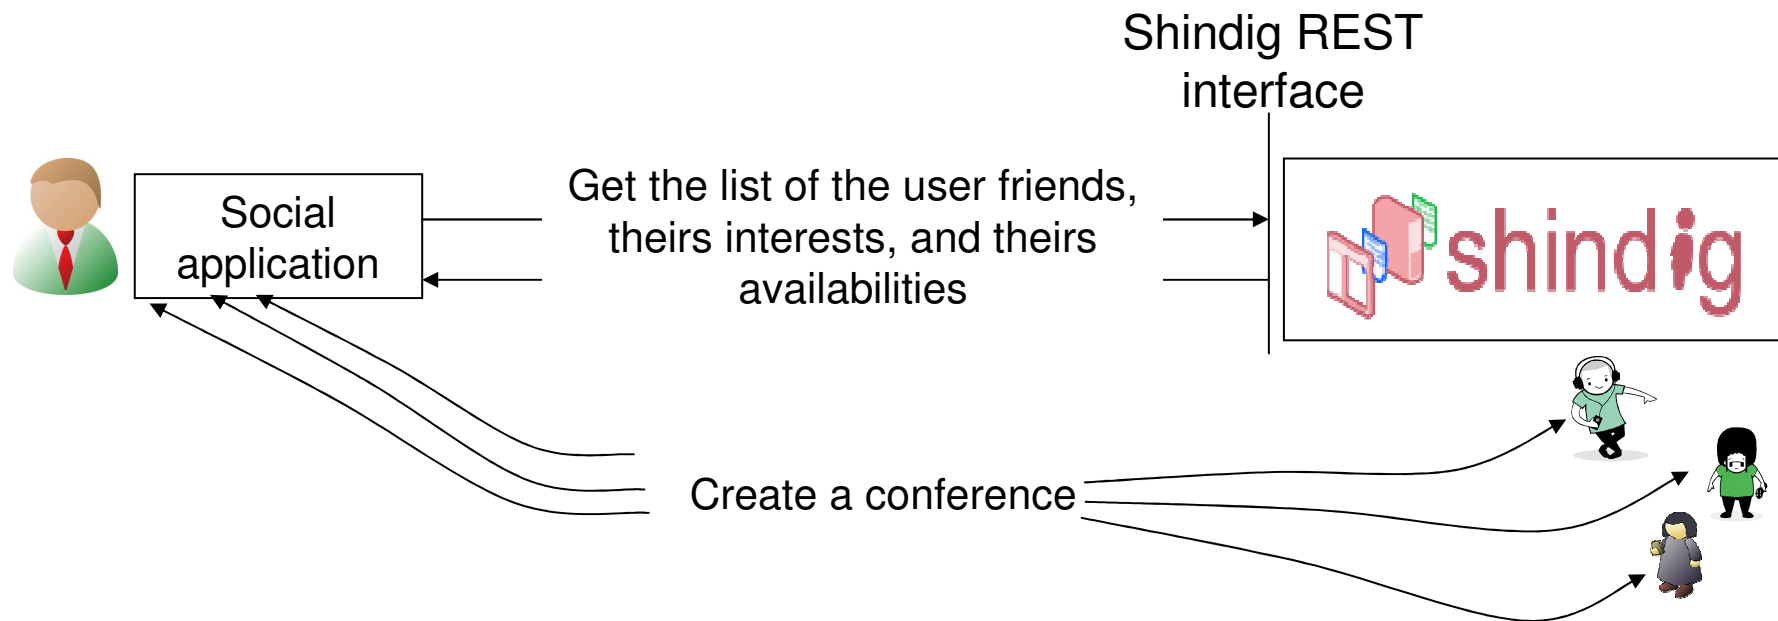 Shindig REST
interface
Social
application
Get the list of the user friends,
theirs interests, and theirs
availabilities
shindig
Create a conference